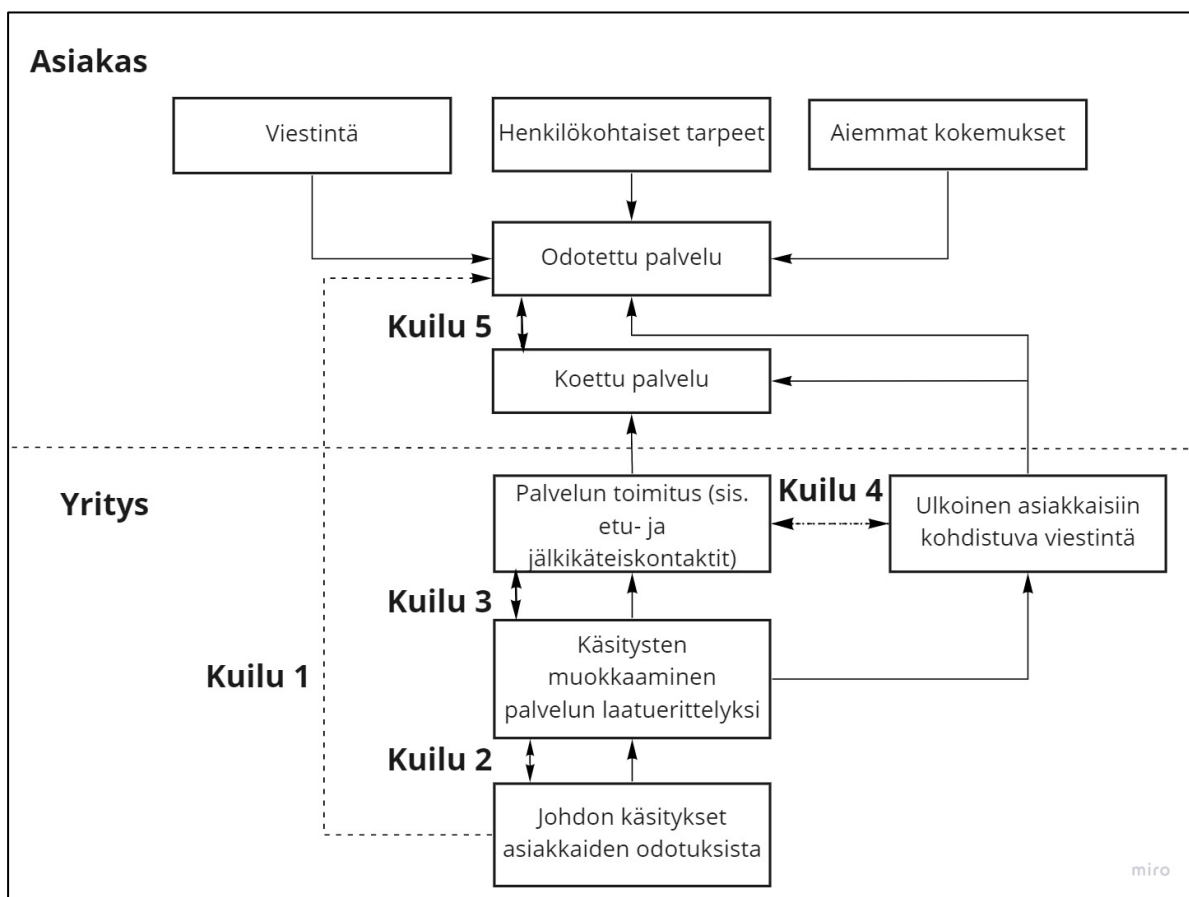 Asiakas
Viestintä
Henkilökohtaiset tarpeet
Aiemmat kokemukset
Odotettu palvelu
Kuilu 5
Koettu palvelu
Yritys
Palvelun toimitus (sis.
etu- ja
jälkikäteiskontaktit)
Kuilu 4
Ulkoinen asiakkaisiin
kohdistuva viestintä
Kuilu 3
Käsitysten
muokkaaminen
palvelun laatuerittelyksi
Kuilu 1
Kuilu 2
Johdon käsitykset
asiakkaiden odotuksista
miro